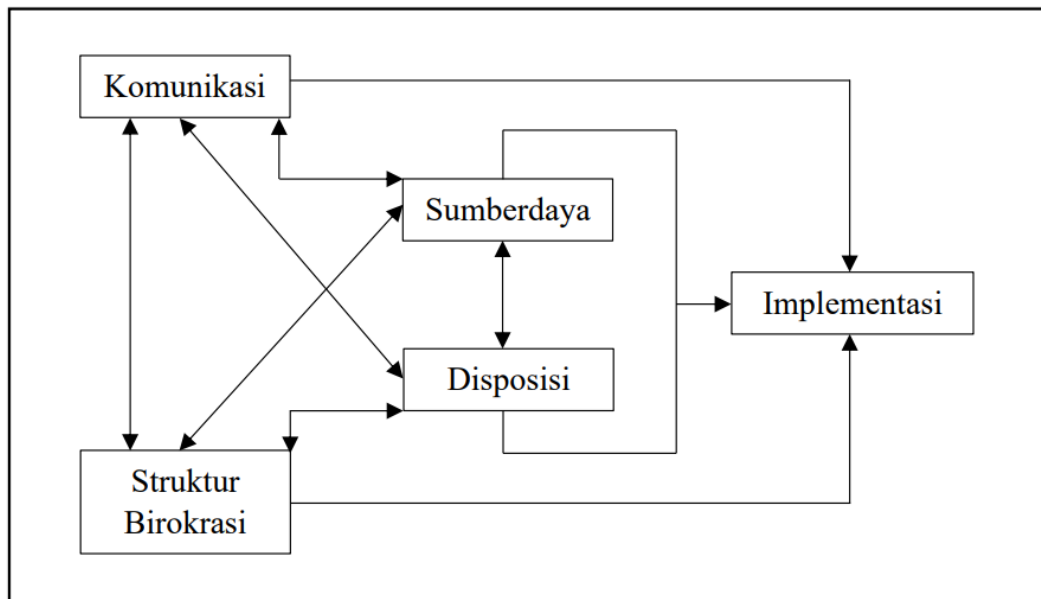 Komunikasi
Sumberdaya
Implementasi
Disposisi
Struktur
Birokrasi